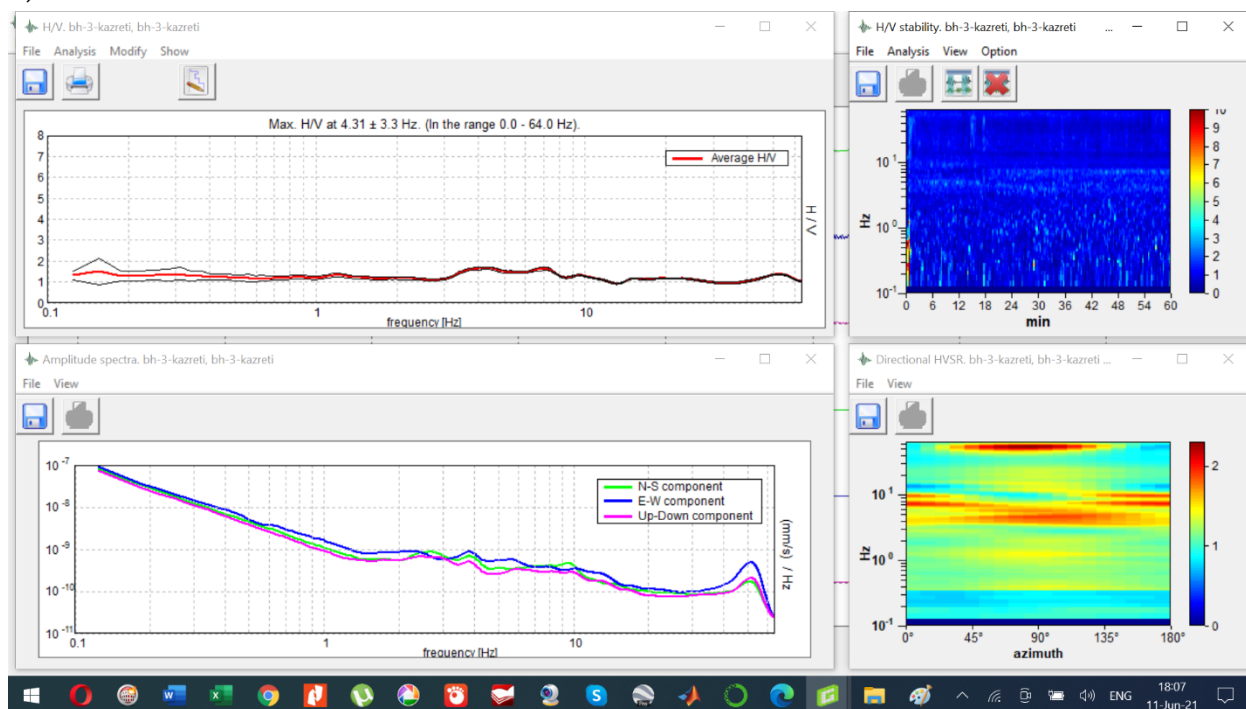 H/V. bh-3-kazreti, bh-3-kazreti
File Analysis Modify Show
Max. H/V at 4.31 ± 3.3 Hz. (In the range 0.0 - 64.0 Hz).
8
7
6
5
4
3
2
1
0
Average H/V
H / V
0.1 1 10
frequency [Hz]
H/V stability. bh-3-kazreti, bh-3-kazreti ...
File Analysis View Option
Hz
10¹
10⁰
10⁻¹
0 6 12 18 24 30 36 42 48 54 60
min
10
9
8
7
6
5
4
3
2
1
0
Amplitude spectra. bh-3-kazreti, bh-3-kazreti
File View
10⁻⁷
10⁻⁸
10⁻⁹
10⁻¹⁰
10⁻¹¹
N-S component
E-W component
Up-Down component
(mm/s) / Hz
0.1 1 10
frequency [Hz]
Directional HVSR. bh-3-kazreti, bh-3-kazreti ...
File View
Hz
10¹
10⁰
10⁻¹
0° 45° 90° 135° 180°
azimuth
2
1
0
ENG
18:07
11-Jun-21